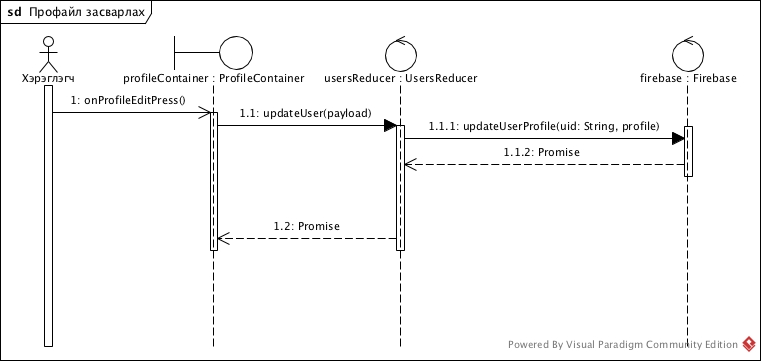 sd Профайл засварлах
Хэрэглэгч
profileContainer : ProfileContainer
usersReducer : UsersReducer
firebase : Firebase
1: onProfileEditPress()
1.1: updateUser(payload)
1.1.1: updateUserProfile(uid: String, profile)
1.1.2: Promise
1.2: Promise
Powered By Visual Paradigm Community Edition